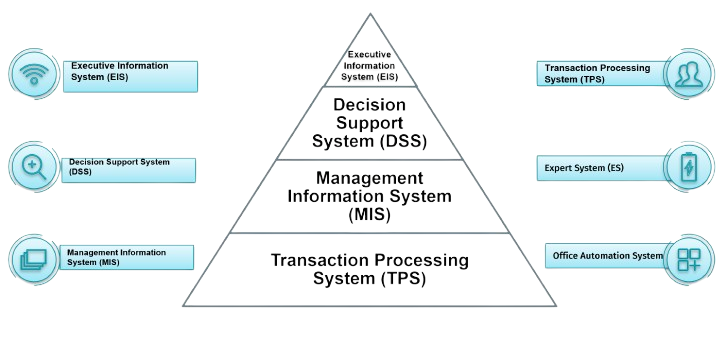 Executive Information
System (EIS)
Decision Support System
(DSS)
Management Information
System (MIS)
Executive
Information
System (EIS)
Decision
Support
System (DSS)
Management
Information System
(MIS)
Transaction Processing
System (TPS)
Transaction Processing
System (TPS)
Expert System (ES)
Office Automation System